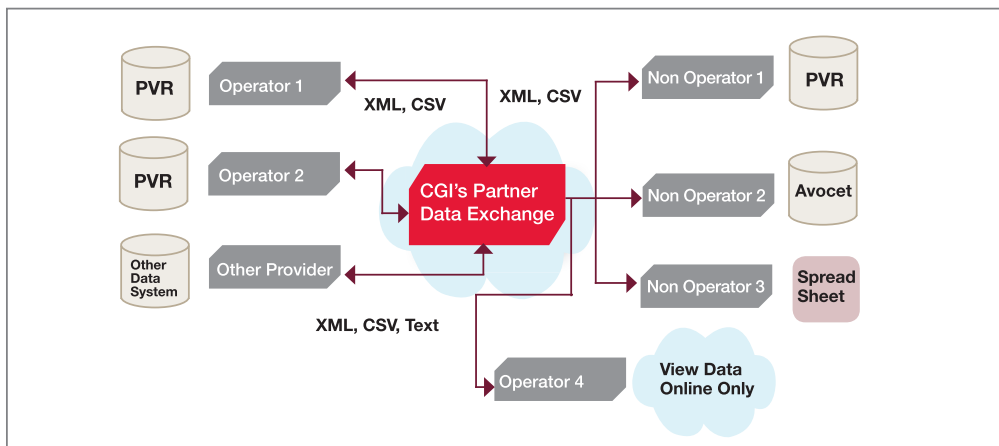 PVR
Operator 1
XML, CSV
XML, CSV
Non Operator 1
PVR
PVR
Operator 2
CGI's Partner
Data Exchange
Non Operator 2
Avocet
Other
Data
System
Other Provider
Non Operator 3
Spread
Sheet
XML, CSV, Text
Operator 4
View Data
Online Only